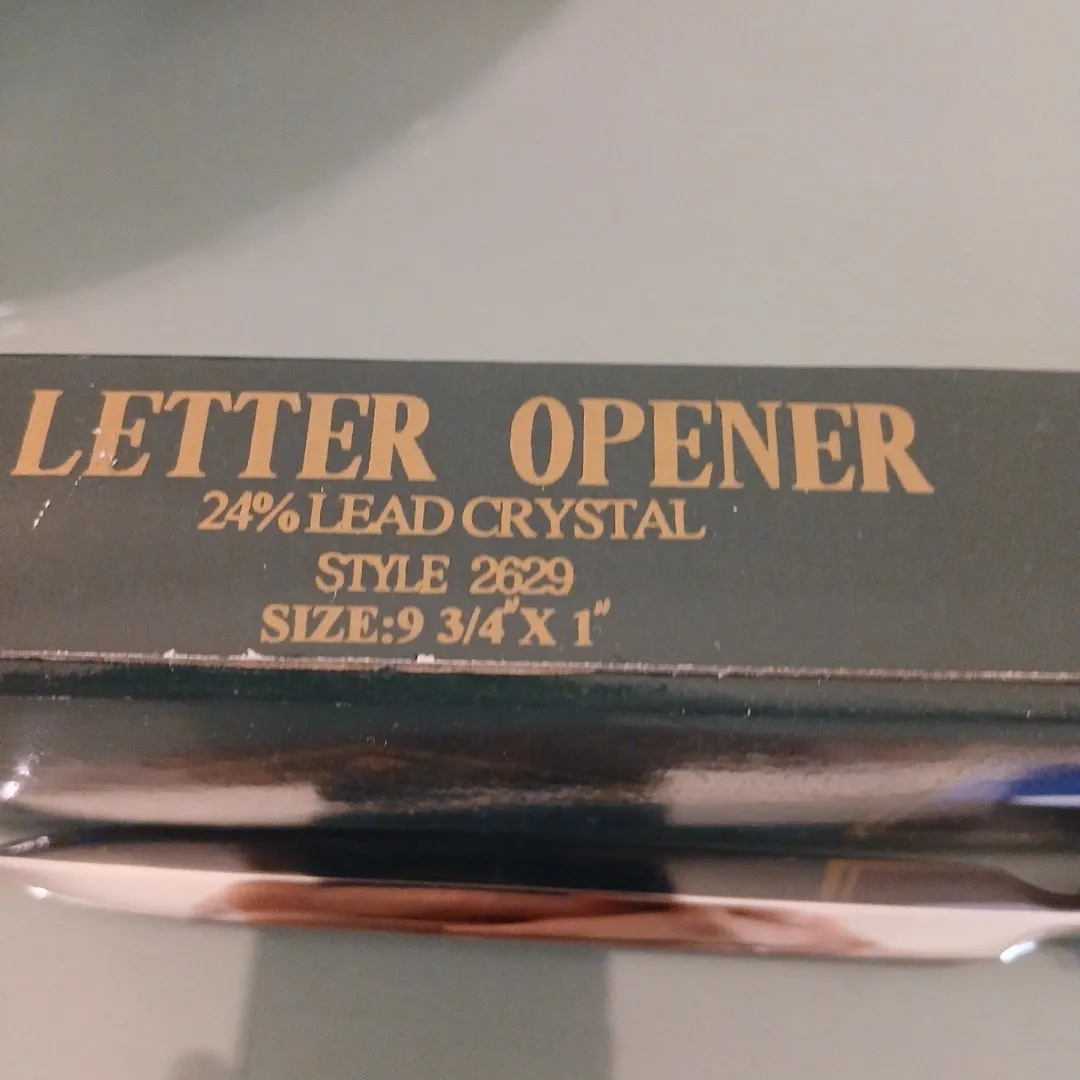 LETTER OPENER
24% LEAD CRYSTAL
STYLE 2629
SIZE:9 3/4"X 1"